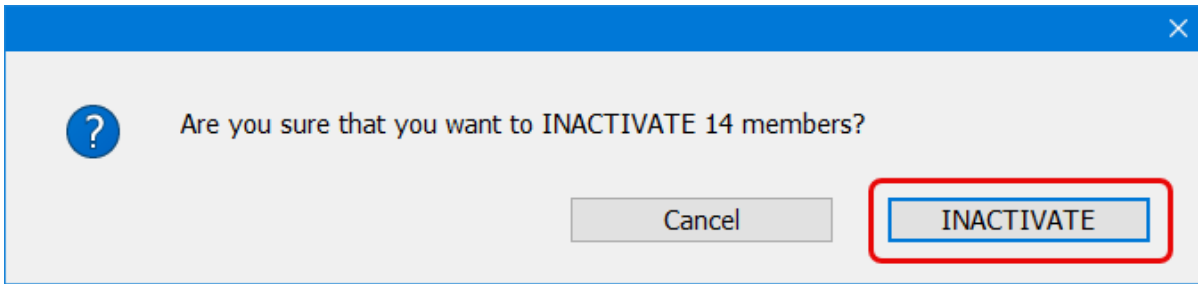 Are you sure that you want to INACTIVATE 14 members?
Cancel
INACTIVATE